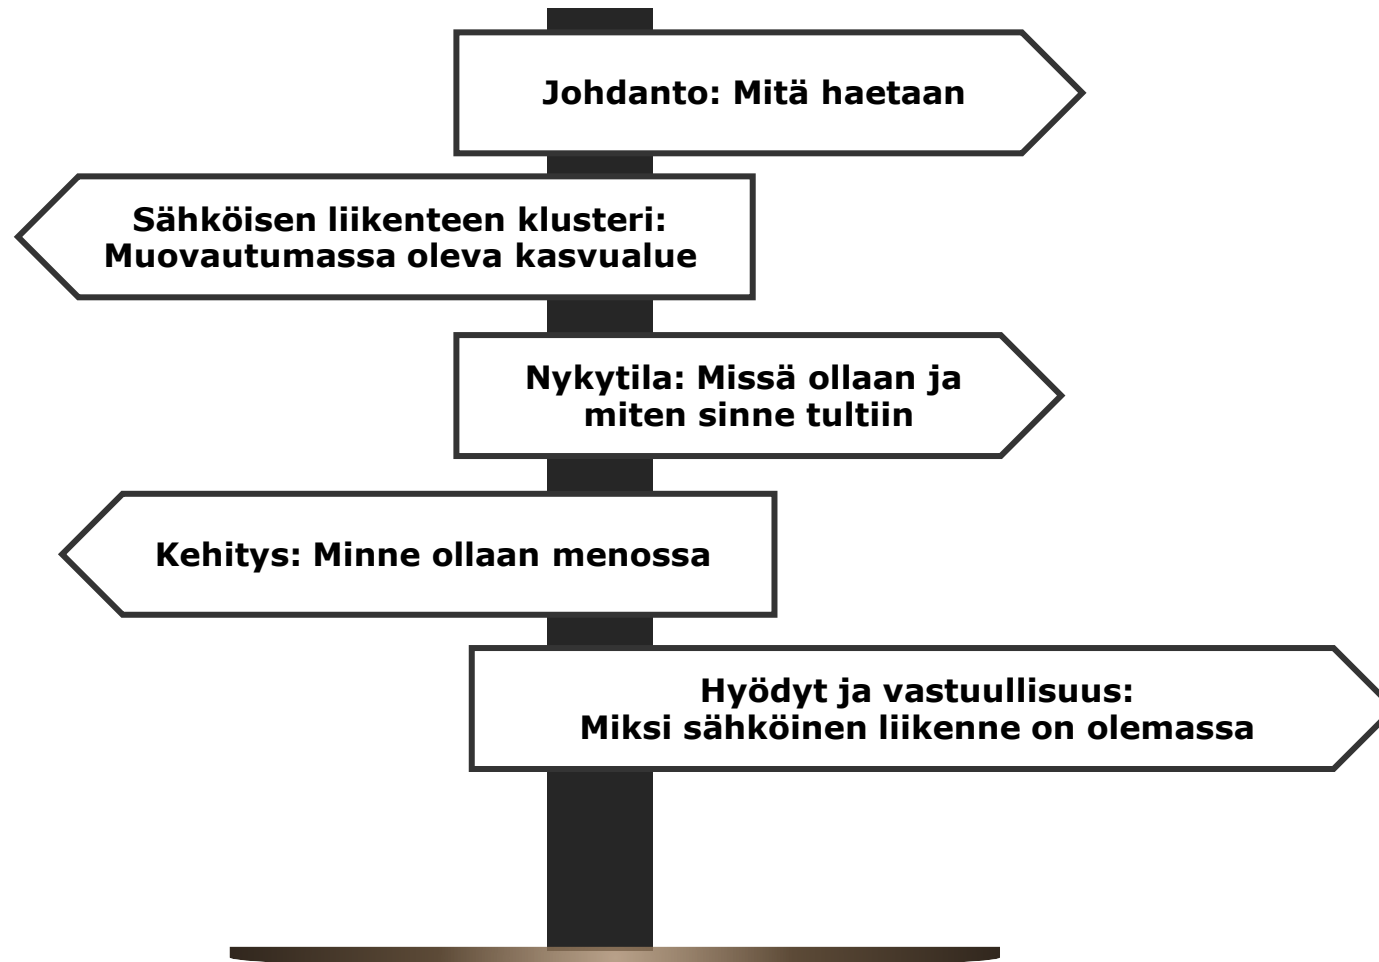 Johdanto: Mitä haetaan
Sähköisen liikenteen klusteri:
Muovautumassa oleva kasvualue
Nykytila: Missä ollaan ja
miten sinne tultiin
Kehitys: Minne ollaan menossa
Hyödyt ja vastuullisuus:
Miksi sähköinen liikenne on olemassa